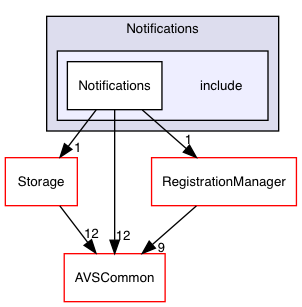 Notifications
Notifications include
1 1
Storage RegistrationManager
12 12 9
AVSCommon